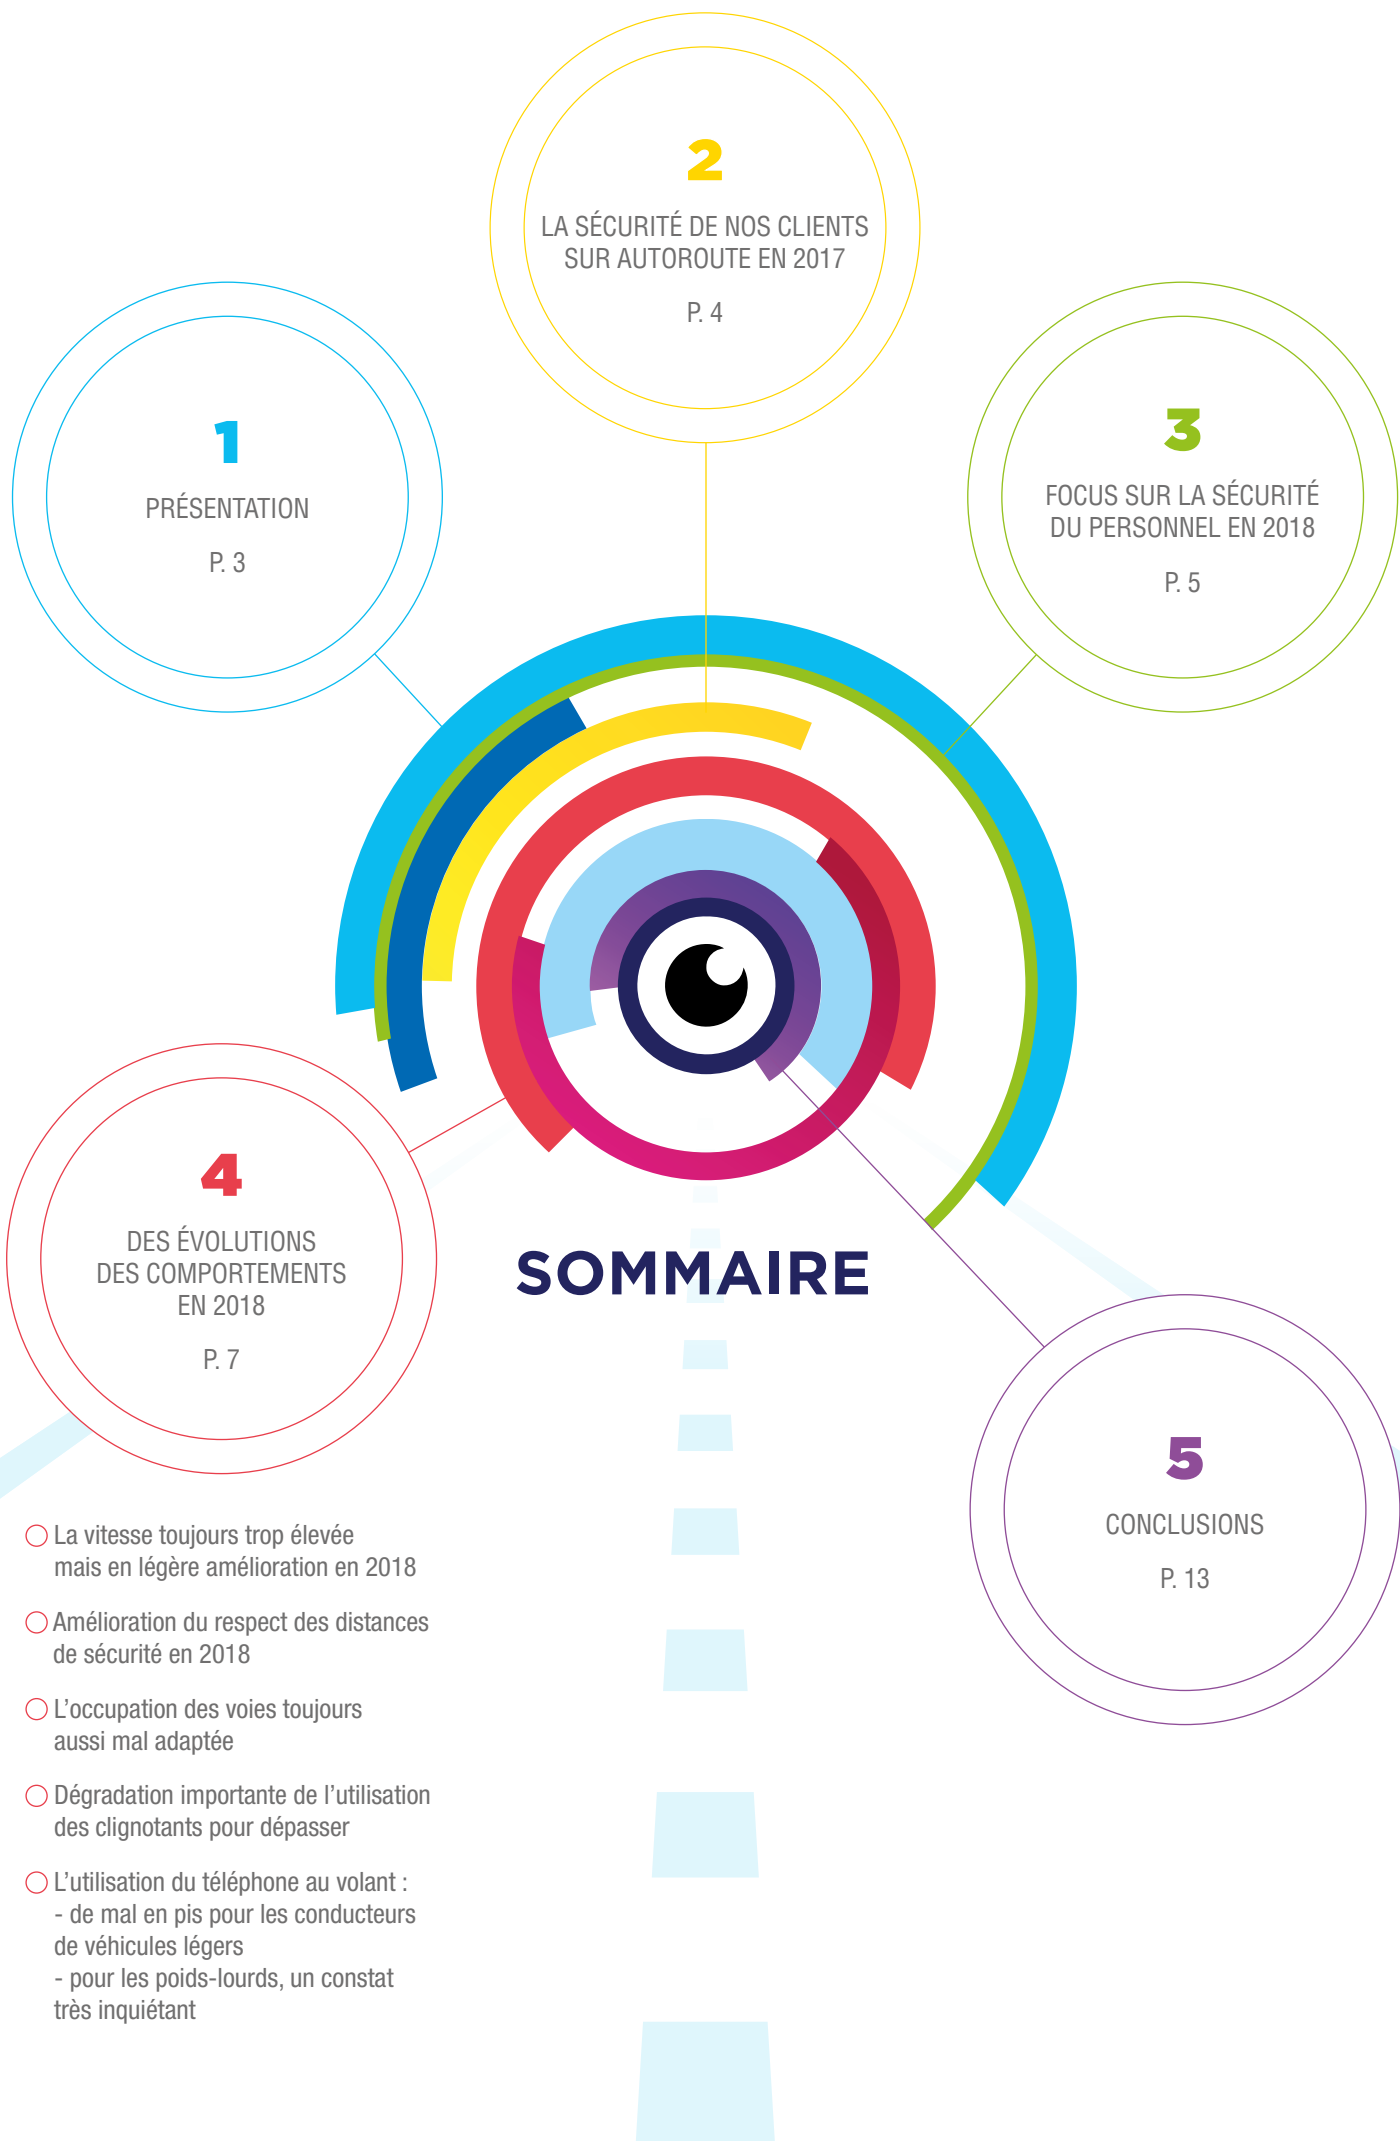 1
PRÉSENTATION
P. 3
2
LA SÉCURITÉ DE NOS CLIENTS
SUR AUTOROUTE EN 2017
P. 4
3
FOCUS SUR LA SÉCURITÉ
DU PERSONNEL EN 2018
P. 5
SOMMAIRE
4
DES ÉVOLUTIONS
DES COMPORTEMENTS
EN 2018
P. 7
La vitesse toujours trop élevée
mais en légère amélioration en 2018
Amélioration du respect des distances
de sécurité en 2018
L’occupation des voies toujours
aussi mal adaptée
Dégradation importante de l’utilisation
des clignotants pour dépasser
L’utilisation du téléphone au volant :
- de mal en pis pour les conducteurs
de véhicules légers
- pour les poids-lourds, un constat
très inquiétant
5
CONCLUSIONS
P. 13